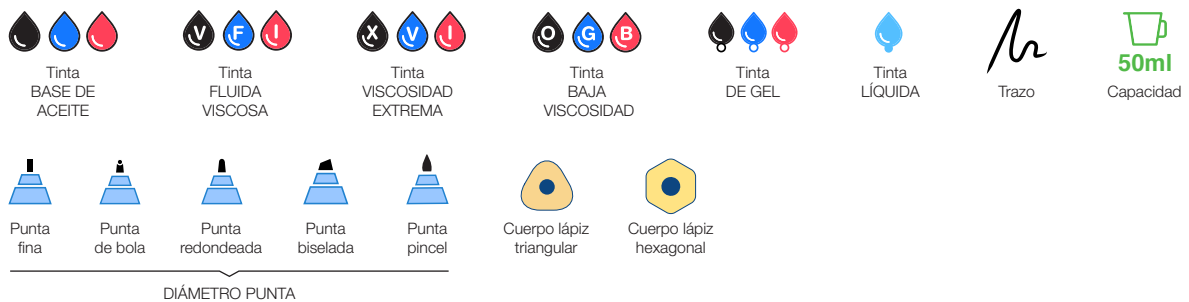 V F I
X V I
O G B
50ml
Tinta
BASE DE
ACEITE
Tinta
FLUIDA
VISCOSA
Tinta
VISCOSIDAD
EXTREMA
Tinta
BAJA
VISCOSIDAD
Tinta
DE GEL
Tinta
LÍQUIDA
Trazo
Capacidad
Punta
fina
Punta
de bola
Punta
redondeada
Punta
biselada
Punta
pincel
Cuerpo lápiz
triangular
Cuerpo lápiz
hexagonal
DIÁMETRO PUNTA